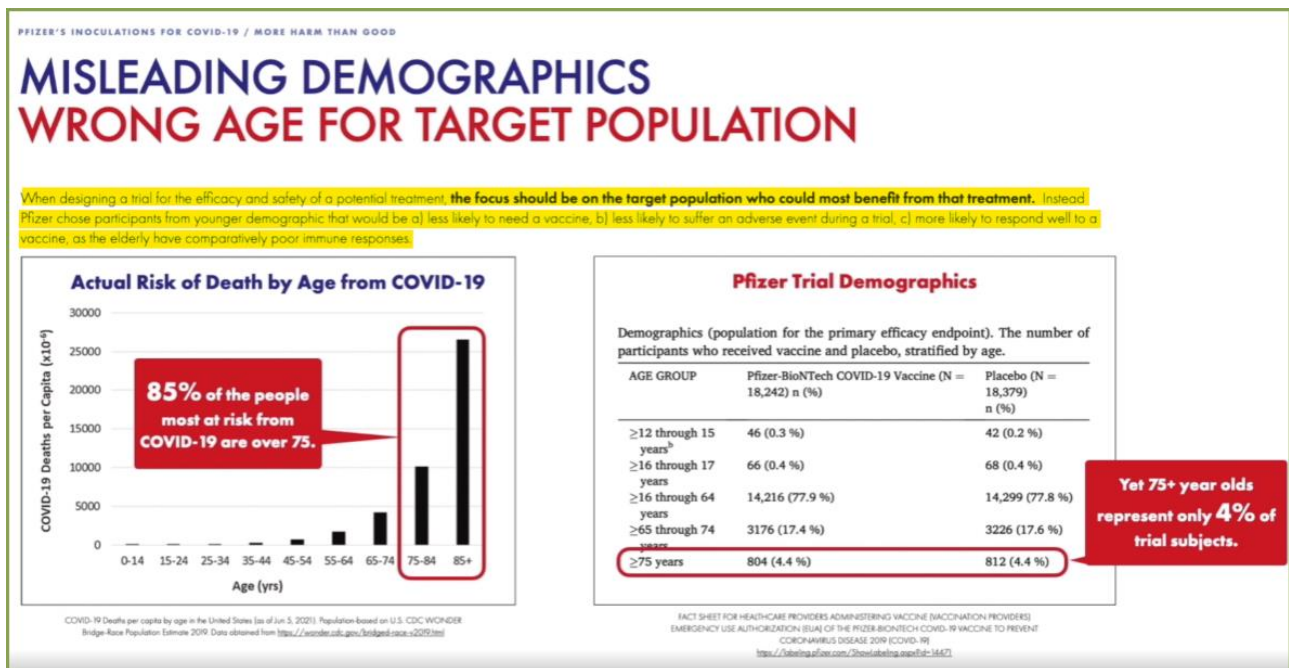 PFIZER'S INOCULATIONS FOR COVID-19 / MORE HARM THAN GOOD
MISLEADING DEMOGRAPHICS
WRONG AGE FOR TARGET POPULATION
When designing a trial for the efficacy and safety of a potential treatment, the focus should be on the target population who could most benefit from that treatment. Instead
Pfizer chose participants from younger demographic that would be a) less likely to need a vaccine, b) less likely to suffer an adverse event during a trial, c) more likely to respond well to a
vaccine, as the elderly have comparatively poor immune responses.
Actual Risk of Death by Age from COVID-19
COVID-19 Deaths per Capita (x10⁻⁶)
30000
25000
20000
15000
10000
5000
0
85% of the people
most at risk from
COVID-19 are over 75.
0-14 15-24 25-34 35-44 45-54 55-64 65-74 75-84 85+
Age (yrs)
COVID-19 Deaths per capita by age in the United States (as of Jun 5, 2021). Population-based on U.S. CDC WONDER
Bridge-Race Population Estimate 2019. Data obtained from https://wonder.cdc.gov/bridged-race-v2019.html
Pfizer Trial Demographics
Demographics (population for the primary efficacy endpoint). The number of
participants who received vaccine and placebo, stratified by age.
AGE GROUP Pfizer-BioNTech COVID-19 Vaccine (N = Placebo (N =
18,242) n (%) 18,379)
n (%)
≥12 through 15 46 (0.3 %) 42 (0.2 %)
yearsᵇ
≥16 through 17 66 (0.4 %) 68 (0.4 %)
years
≥16 through 64 14,216 (77.9 %) 14,299 (77.8 %)
years
≥65 through 74 3176 (17.4 %) 3226 (17.6 %)
years
≥75 years 804 (4.4 %) 812 (4.4 %)
Yet 75+ year olds
represent only 4% of
trial subjects.
FACT SHEET FOR HEALTHCARE PROVIDERS ADMINISTERING VACCINE (VACCINATION PROVIDERS)
EMERGENCY USE AUTHORIZATION (EUA) OF THE PFIZER-BIONTECH COVID-19 VACCINE TO PREVENT
CORONAVIRUS DISEASE 2019 (COVID-19)
https://labeling.pfizer.com/ShowLabeling.aspx?id=14471